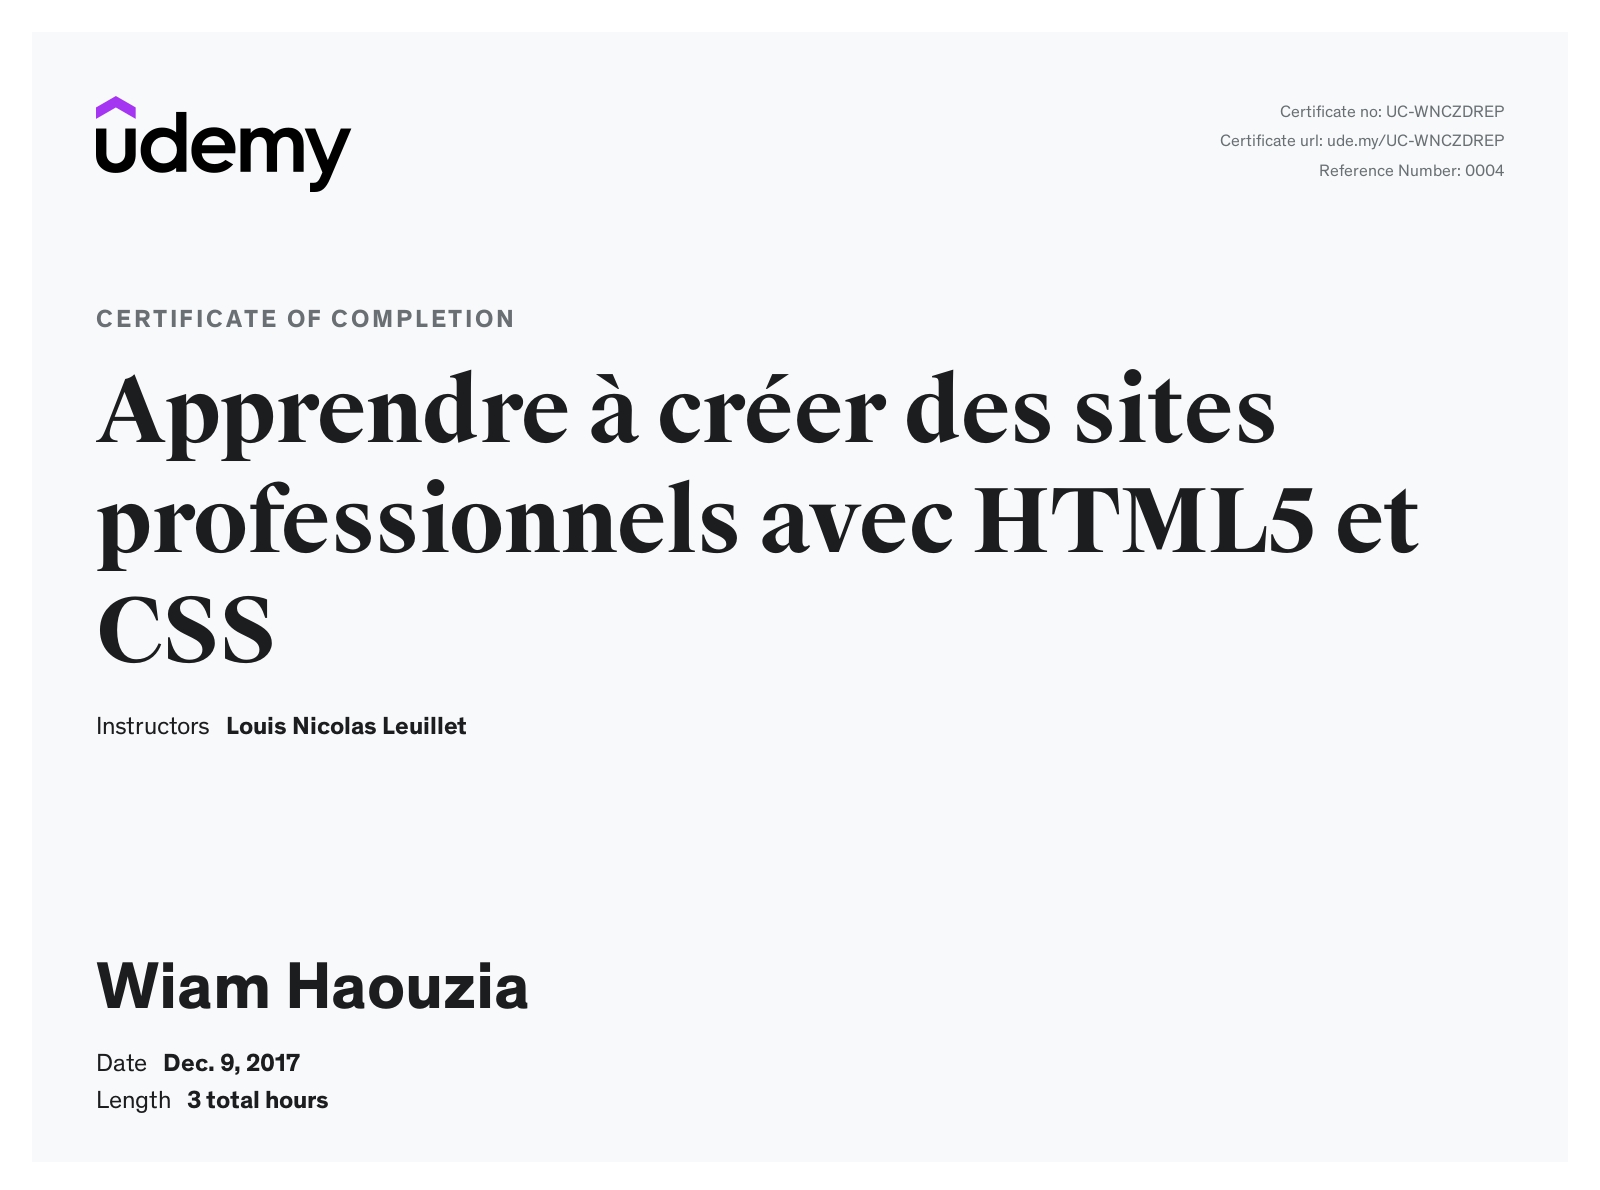 udemy
Certificate no: UC-WNCZDREP
Certificate url: ude.my/UC-WNCZDREP
Reference Number: 0004
CERTIFICATE OF COMPLETION
Apprendre à créer des sites
professionnels avec HTML5 et
CSS
Instructors Louis Nicolas Leuillet
Wiam Haouzia
Date Dec. 9, 2017
Length 3 total hours